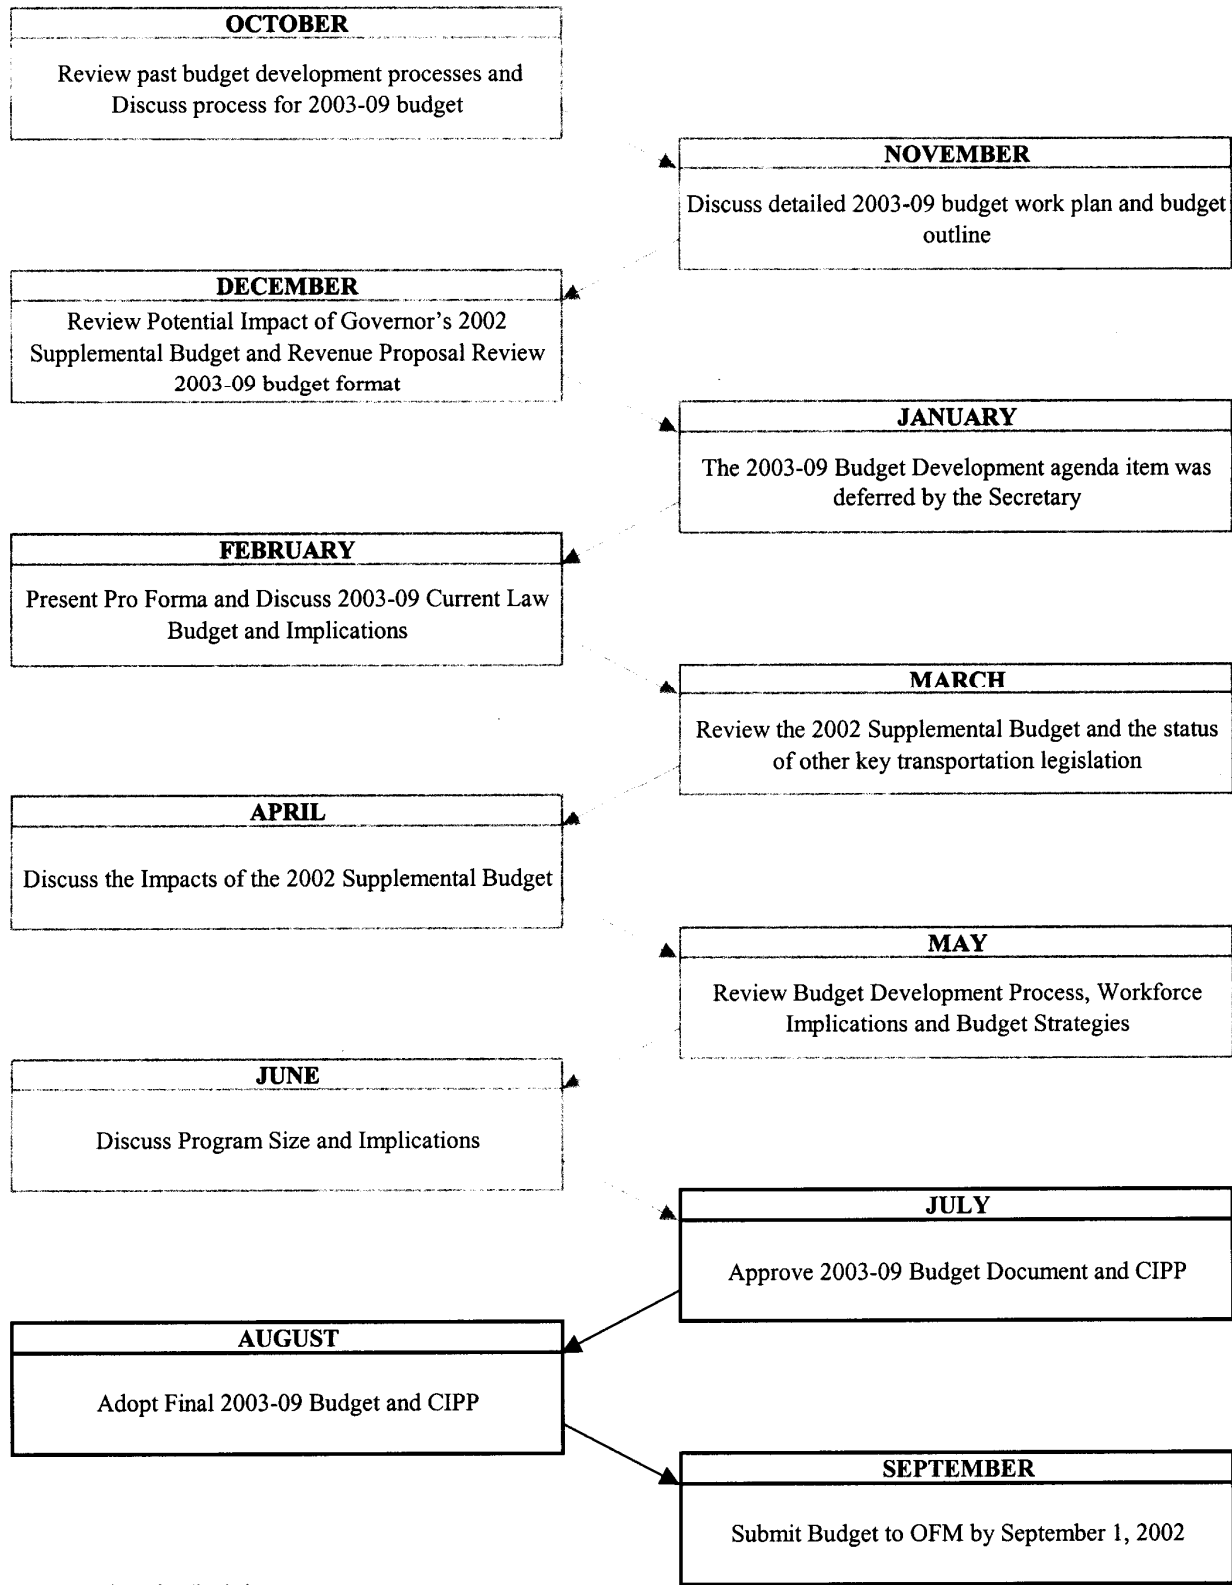 OCTOBER
Review past budget development processes and
Discuss process for 2003-09 budget
NOVEMBER
Discuss detailed 2003-09 budget work plan and budget
outline
DECEMBER
Review Potential Impact of Governor's 2002
Supplemental Budget and Revenue Proposal Review
2003-09 budget format
JANUARY
The 2003-09 Budget Development agenda item was
deferred by the Secretary
FEBRUARY
Present Pro Forma and Discuss 2003-09 Current Law
Budget and Implications
MARCH
Review the 2002 Supplemental Budget and the status
of other key transportation legislation
APRIL
Discuss the Impacts of the 2002 Supplemental Budget
MAY
Review Budget Development Process, Workforce
Implications and Budget Strategies
JUNE
Discuss Program Size and Implications
JULY
Approve 2003-09 Budget Document and CIPP
AUGUST
Adopt Final 2003-09 Budget and CIPP
SEPTEMBER
Submit Budget to OFM by September 1, 2002